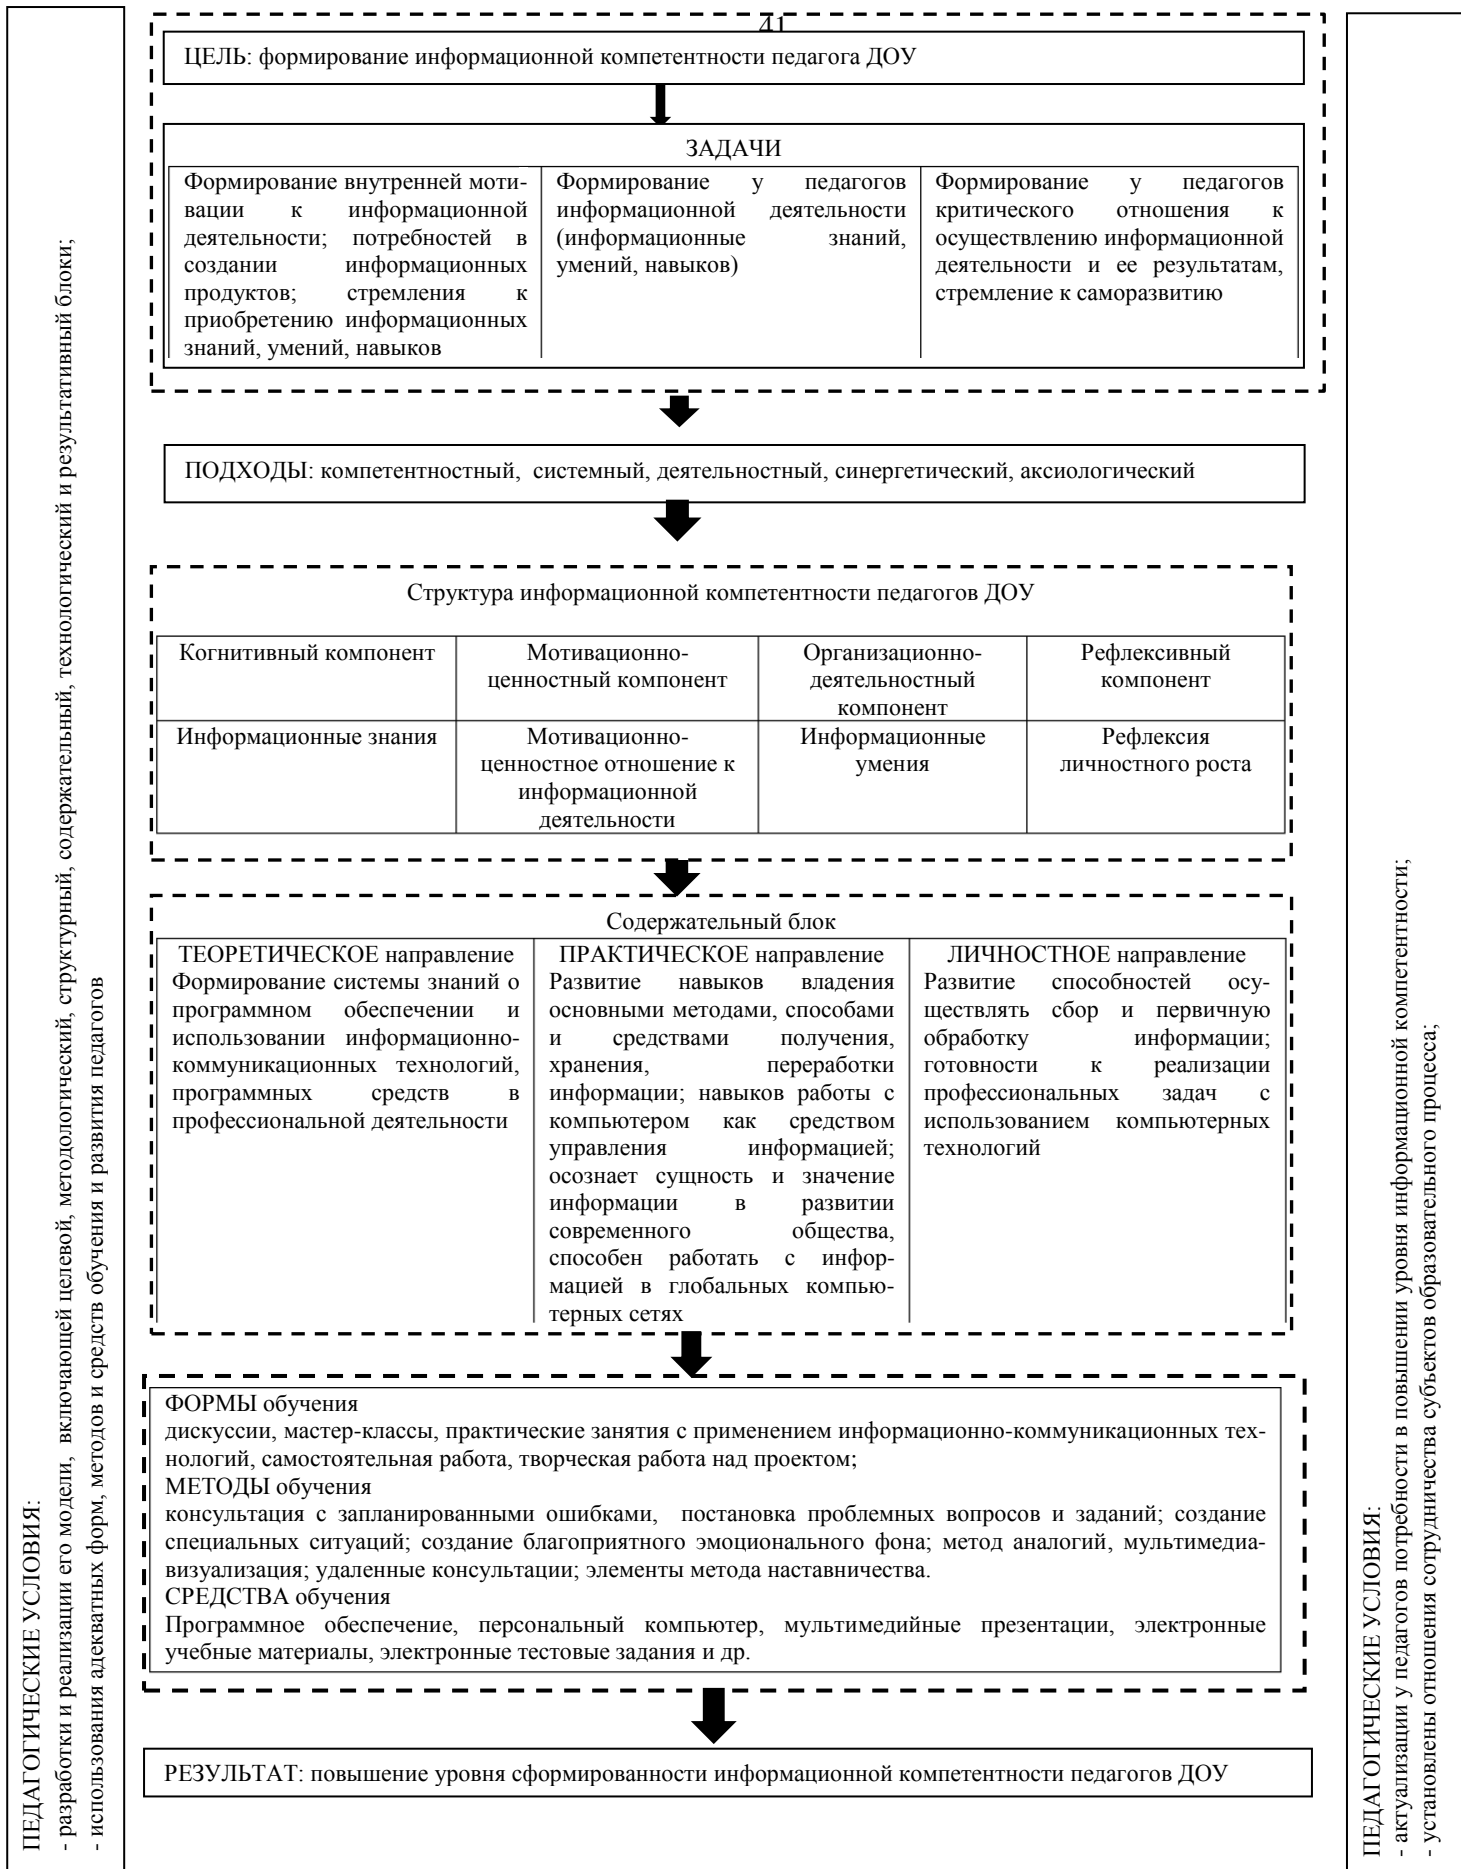 41
ЦЕЛЬ: формирование информационной компетентности педагога ДОУ
ЗАДАЧИ
Формирование внутренней моти-
вации к информационной
деятельности; потребностей в
создании информационных
продуктов; стремления к
приобретению информационных
знаний, умений, навыков
Формирование у педагогов
информационной деятельности
(информационные знаний,
умений, навыков)
Формирование у педагогов
критического отношения к
осуществлению информационной
деятельности и ее результатам,
стремление к саморазвитию
ПОДХОДЫ: компетентностный, системный, деятельностный, синергетический, аксиологический
Структура информационной компетентности педагогов ДОУ
Когнитивный компонент
Мотивационно-
ценностный компонент
Организационно-
деятельностный
компонент
Рефлексивный
компонент
Информационные знания
Мотивационно-
ценностное отношение к
информационной
деятельности
Информационные
умения
Рефлексия
личностного роста
Содержательный блок
ТЕОРЕТИЧЕСКОЕ направление
Формирование системы знаний о
программном обеспечении и
использовании информационно-
коммуникационных технологий,
программных средств в
профессиональной деятельности
ПРАКТИЧЕСКОЕ направление
Развитие навыков владения
основными методами, способами
и средствами получения,
хранения, переработки
информации; навыков работы с
компьютером как средством
управления информацией;
осознает сущность и значение
информации в развитии
современного общества,
способен работать с инфор-
мацией в глобальных компью-
терных сетях
ЛИЧНОСТНОЕ направление
Развитие способностей осу-
ществлять сбор и первичную
обработку информации;
готовности к реализации
профессиональных задач с
использованием компьютерных
технологий
ФОРМЫ обучения
дискуссии, мастер-классы, практические занятия с применением информационно-коммуникационных тех-
нологий, самостоятельная работа, творческая работа над проектом;
МЕТОДЫ обучения
консультация с запланированными ошибками, постановка проблемных вопросов и заданий; создание
специальных ситуаций; создание благоприятного эмоционального фона; метод аналогий, мультимедиа-
визуализация; удаленные консультации; элементы метода наставничества.
СРЕДСТВА обучения
Программное обеспечение, персональный компьютер, мультимедийные презентации, электронные
учебные материалы, электронные тестовые задания и др.
РЕЗУЛЬТАТ: повышение уровня сформированности информационной компетентности педагогов ДОУ
ПЕДАГОГИЧЕСКИЕ УСЛОВИЯ:
- разработки и реализации его модели, включающей целевой, методологический, структурный, содержательный, технологический и результативный блоки;
- использования адекватных форм, методов и средств обучения и развития педагогов
ПЕДАГОГИЧЕСКИЕ УСЛОВИЯ:
- актуализации у педагогов потребности в повышении уровня информационной компетентности;
- установлены отношения сотрудничества субъектов образовательного процесса;